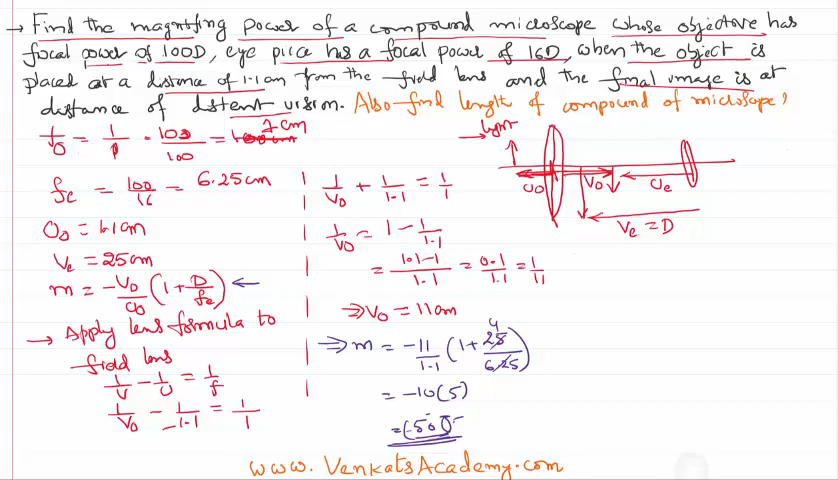 → Find the magnifing power of a compound microscope whose objective has
focal power of 100D, eye piece has a focal power of 16D, when the object is
placed at a distance of 1.1cm from the field lens and the final image is at
distance of distent vision. Also find length of compound of microscope?
1/fo = 1/P · 100/100 = 1cm
fe = 100/16 = 6.25cm
Uo = 1.1cm
Ve = 25cm
m = -Vo/Uo (1 + D/fe) ←
→ Apply lens formula to
field lens
1/V - 1/U = 1/f
1/Vo - 1/-1.1 = 1/1
1/Vo + 1/1.1 = 1/1
1/Vo = 1 - 1/1.1
= 1.1-1/1.1 = 0.1/1.1 = 1/11
⇒ Vo = 11cm
⇒ m = -11/1.1 (1 + 25/6.25) 4
= -10(5)
= (-50)
→ light
Uo Vo Ue
Ve = D
www.VenkatsAcademy.com